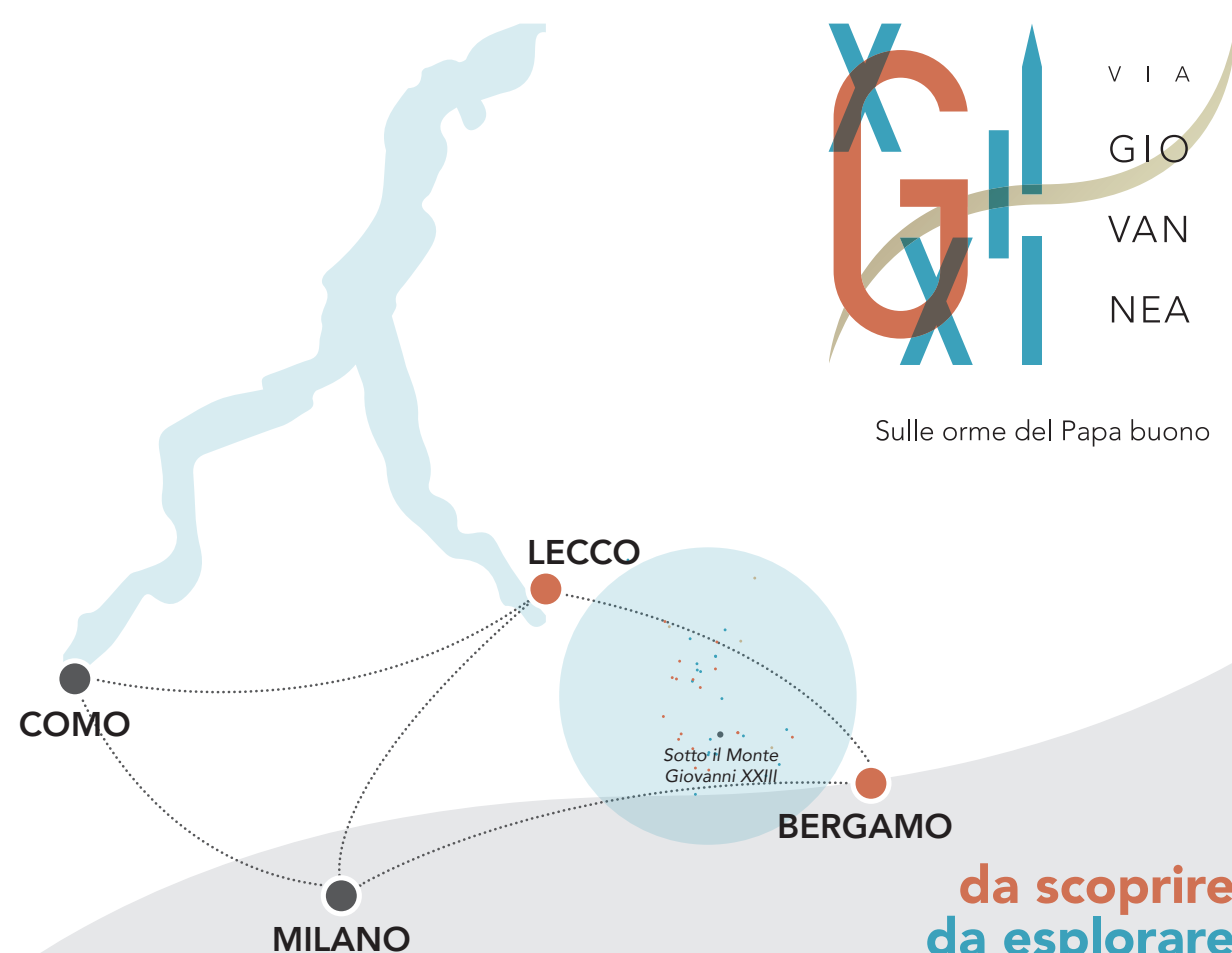 XXIII
G
VIA
GIO
VAN
NEA
Sulle orme del Papa buono
LECCO
COMO
Sotto il Monte
Giovanni XXIII
BERGAMO
MILANO
da scoprire
da esplorare